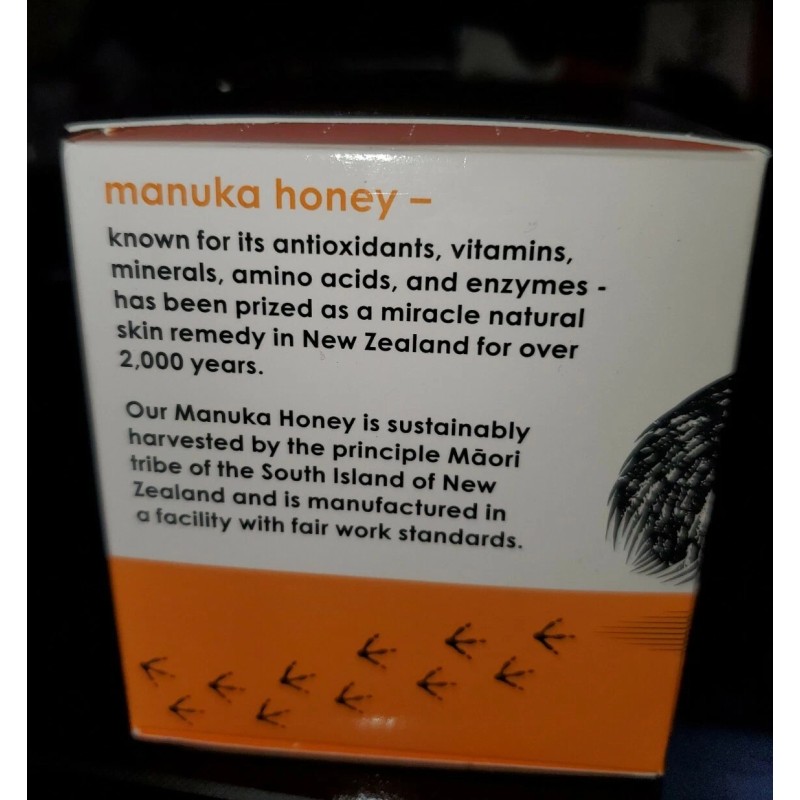 manuka honey –
known for its antioxidants, vitamins,
minerals, amino acids, and enzymes -
has been prized as a miracle natural
skin remedy in New Zealand for over
2,000 years.
Our Manuka Honey is sustainably
harvested by the principle Māori
tribe of the South Island of New
Zealand and is manufactured in
a facility with fair work standards.